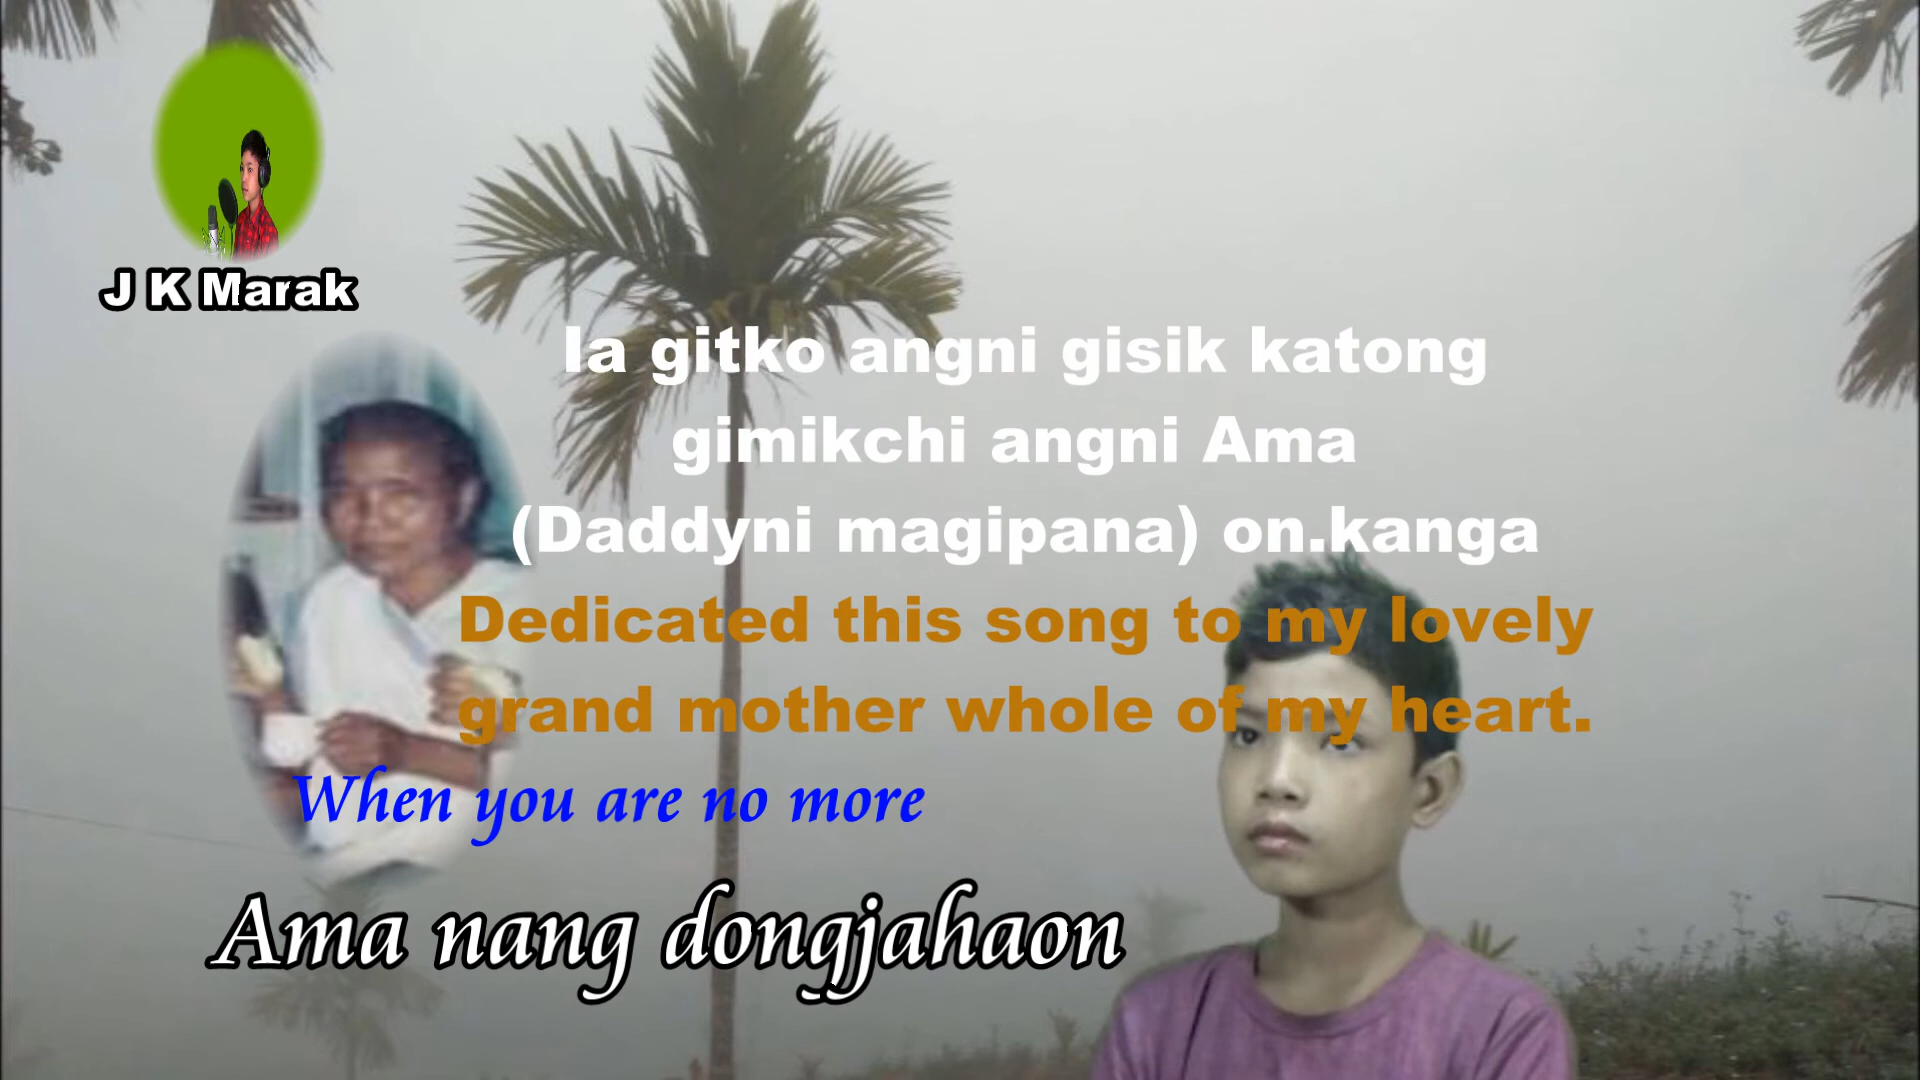 J K Marak
Ia gitko angni gisik katong
gimikchi angni Ama
(Daddyni magipana) on.kanga
Dedicated this song to my lovely
grand mother whole of my heart.
When you are no more
Ama nang dongjahaon